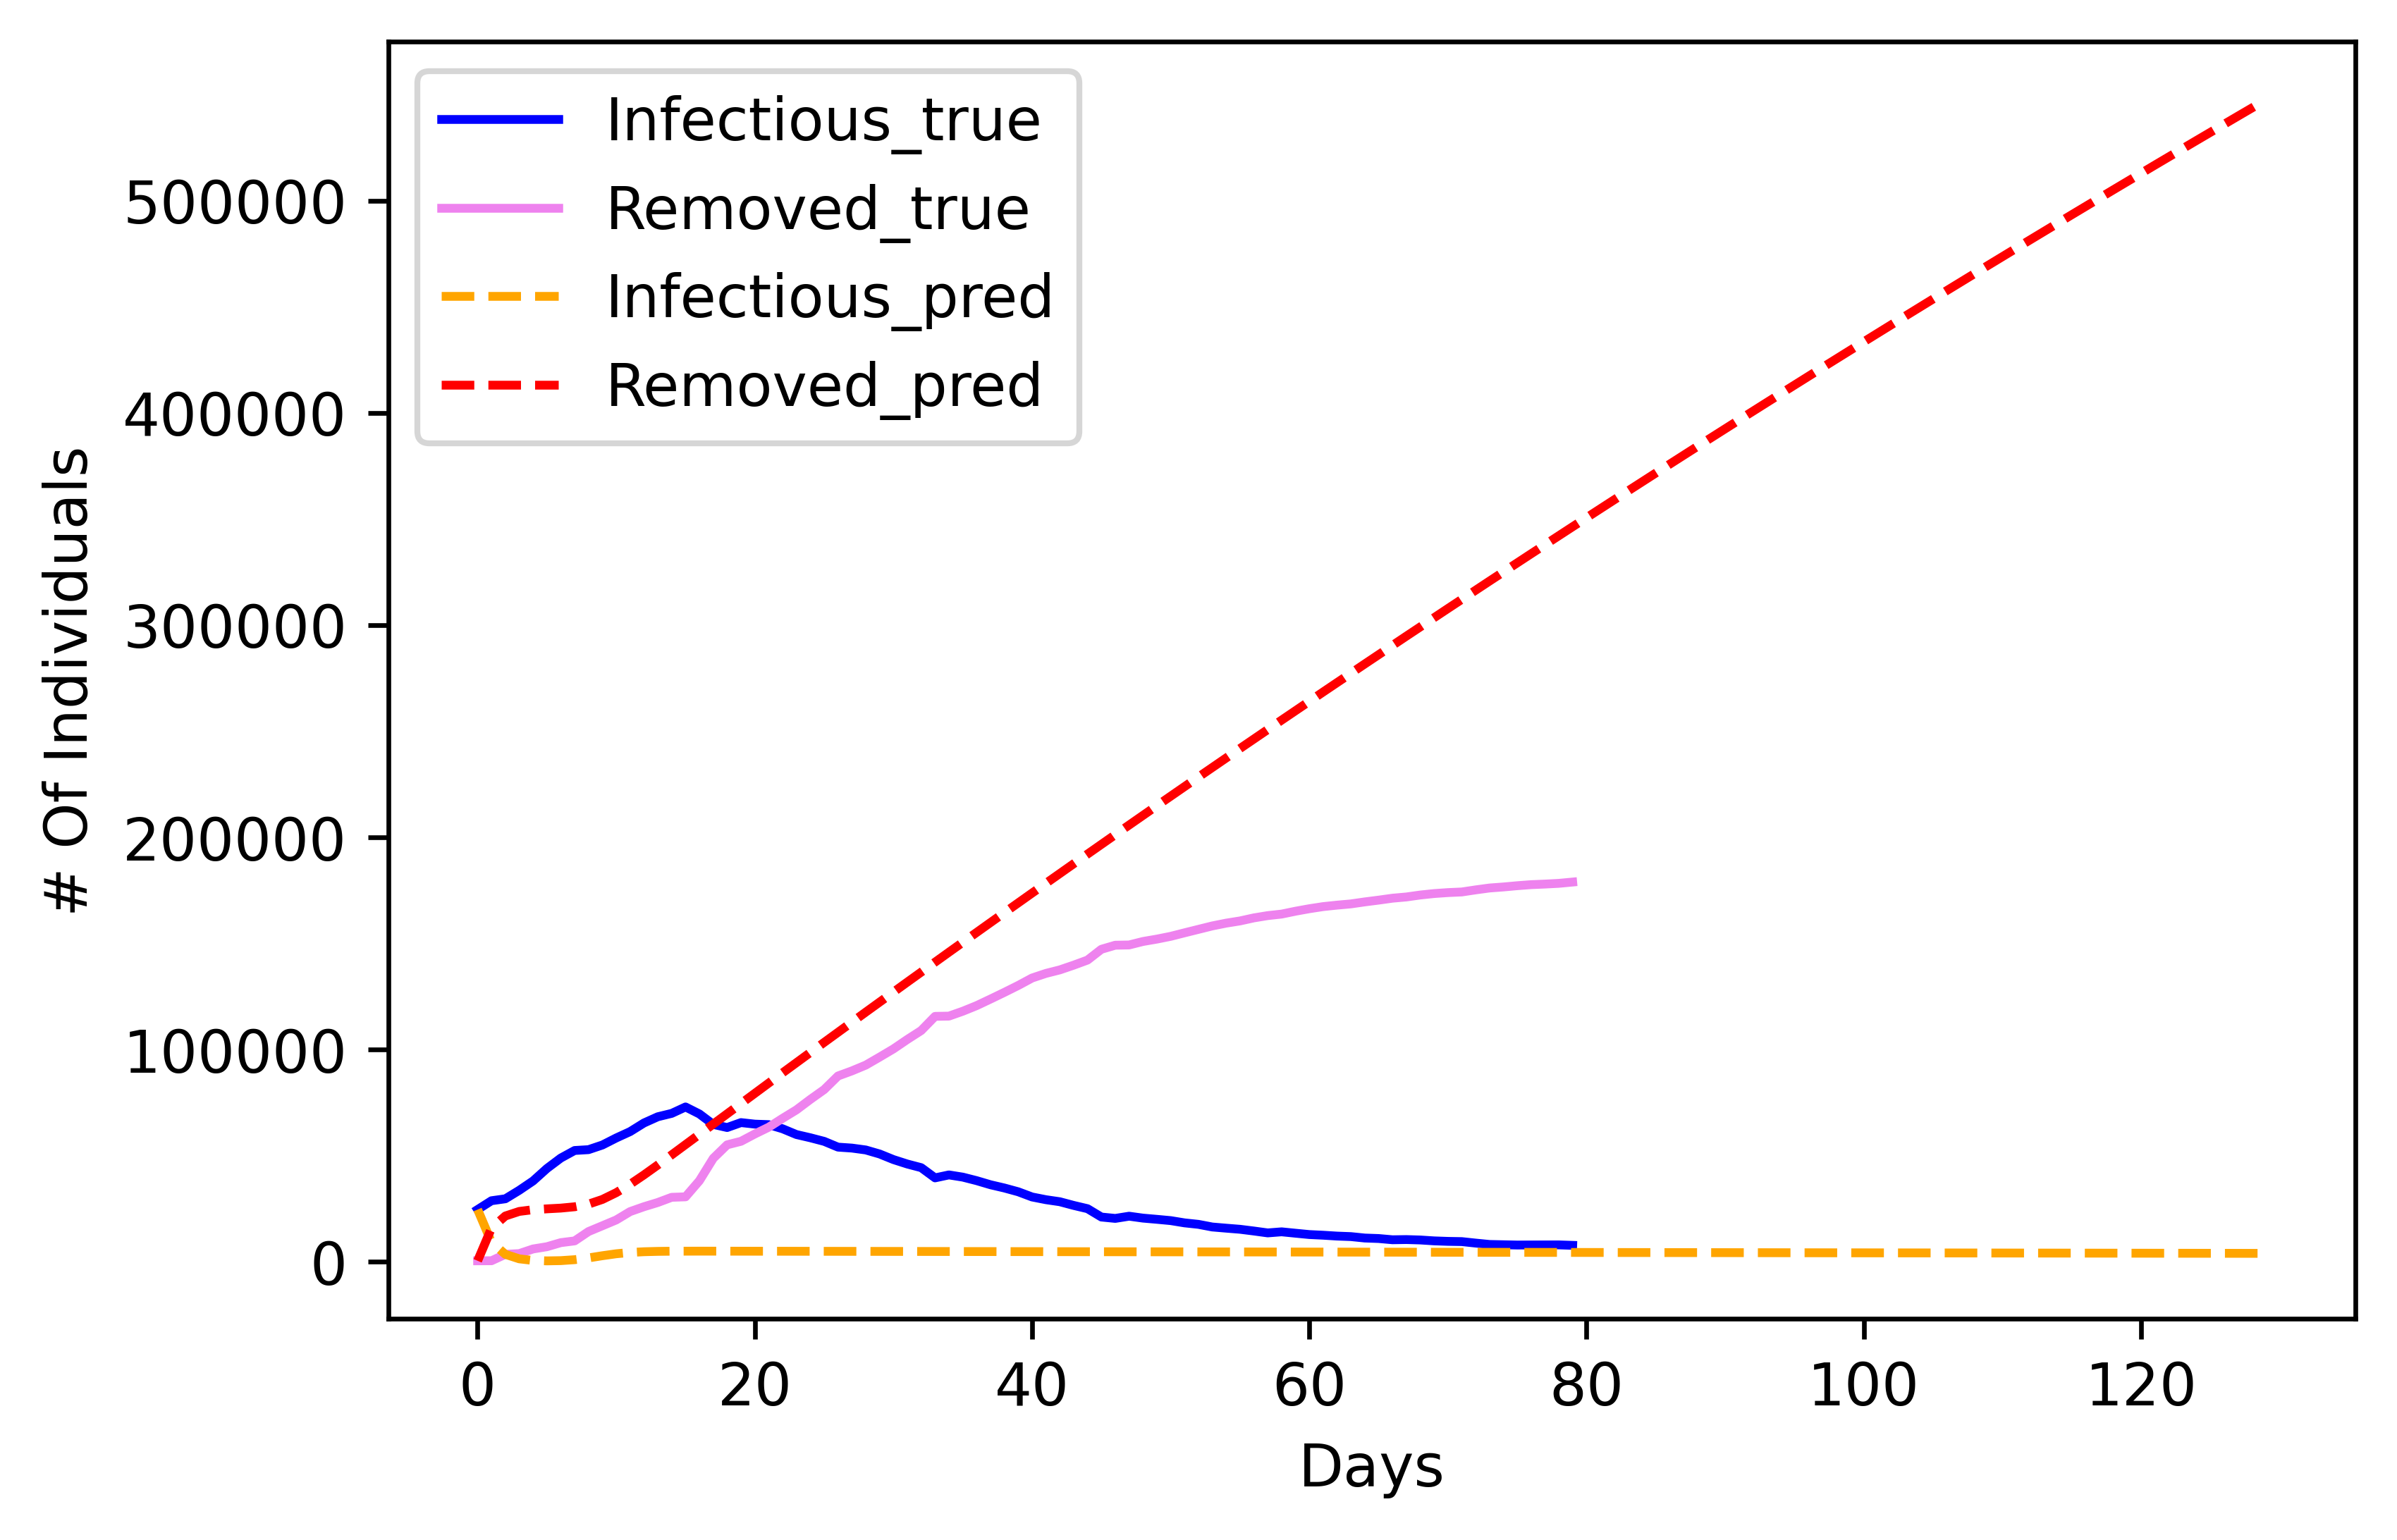 Infectious_true
Removed_true
Infectious_pred
Removed_pred
500000
400000
300000
200000
100000
0
# Of Individuals
0 20 40 60 80 100 120
Days